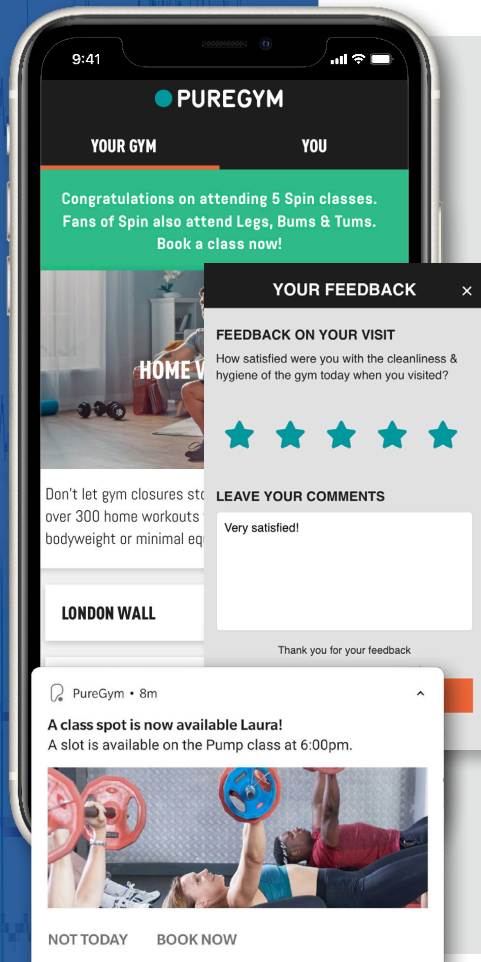 9:41
PUREGYM
YOUR GYM
YOU
Congratulations on attending 5 Spin classes.
Fans of Spin also attend Legs, Bums & Tums.
Book a class now!
HOME
YOUR FEEDBACK ×
FEEDBACK ON YOUR VISIT
How satisfied were you with the cleanliness &
hygiene of the gym today when you visited?
LEAVE YOUR COMMENTS
Very satisfied!
Thank you for your feedback
Don't let gym closures
over 300 home workouts
bodyweight or minimal
LONDON WALL
PureGym • 8m
A class spot is now available Laura!
A slot is available on the Pump class at 6:00pm.
NOT TODAY
BOOK NOW